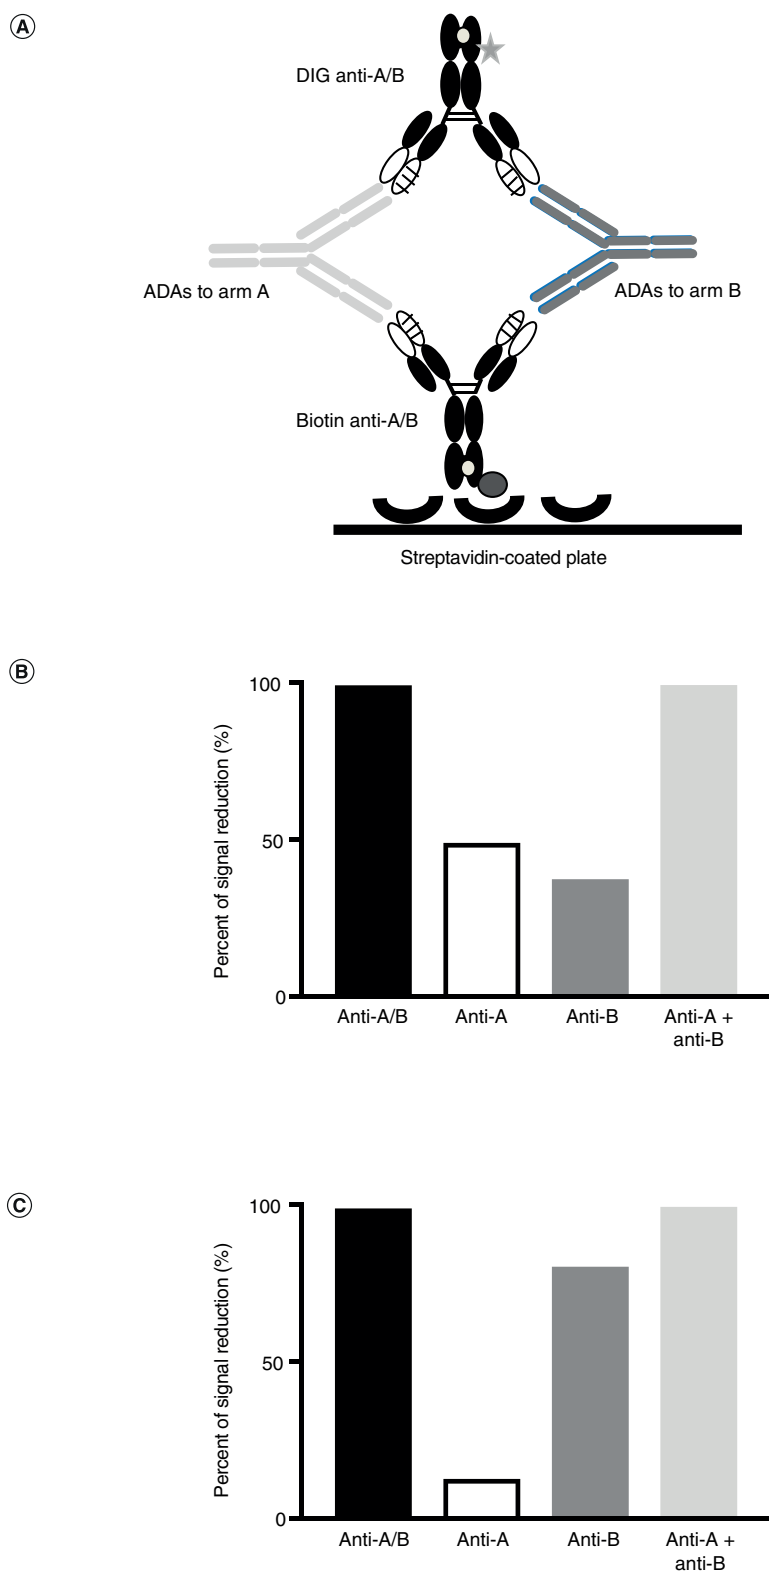 A
DIG anti-A/B
ADAs to arm A
ADAs to arm B
Biotin anti-A/B
Streptavidin-coated plate
B
Percent of signal reduction (%)
100
50
0
Anti-A/B
Anti-A
Anti-B
Anti-A +
anti-B
C
Percent of signal reduction (%)
100
50
0
Anti-A/B
Anti-A
Anti-B
Anti-A +
anti-B